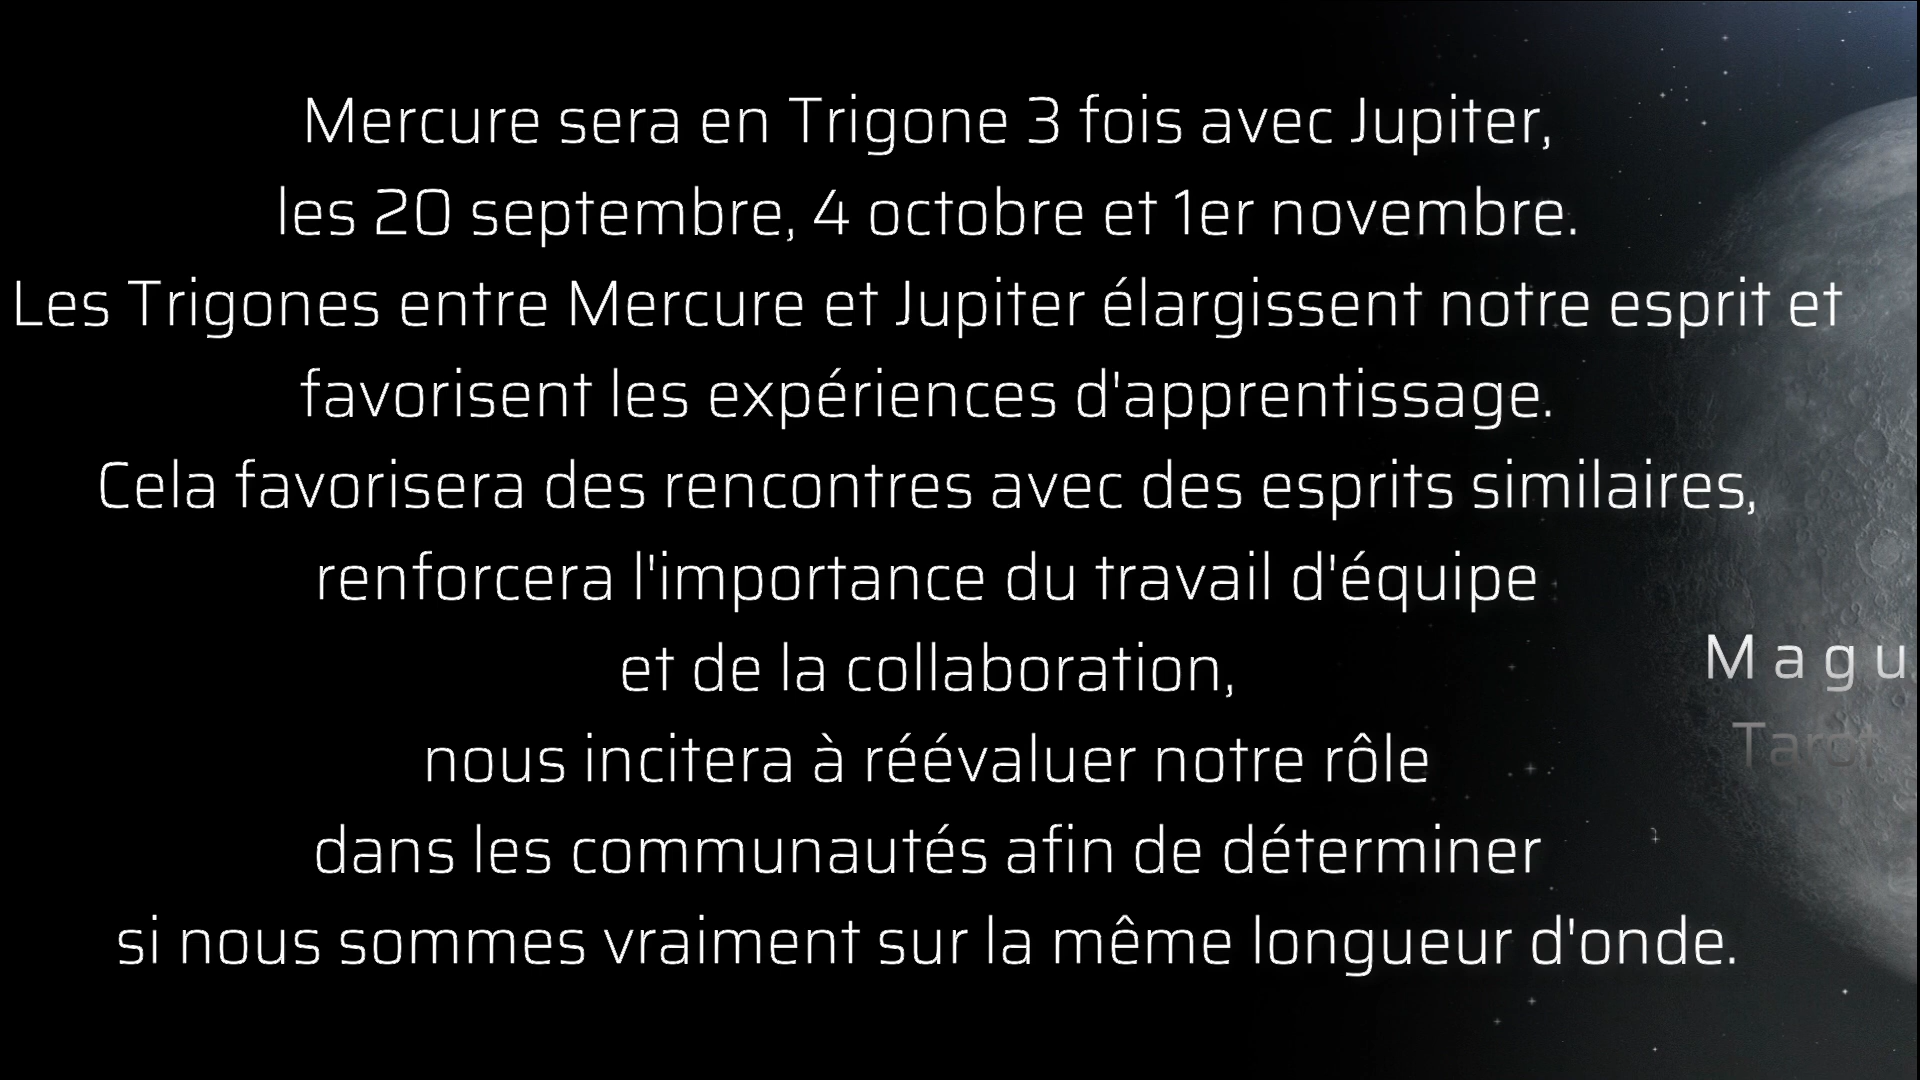 Mercure sera en Trigone 3 fois avec Jupiter,
les 20 septembre, 4 octobre et 1er novembre.
Les Trigones entre Mercure et Jupiter élargissent notre esprit et
favorisent les expériences d'apprentissage.
Cela favorisera des rencontres avec des esprits similaires,
renforcera l'importance du travail d'équipe
et de la collaboration,
nous incitera à réévaluer notre rôle
dans les communautés afin de déterminer
si nous sommes vraiment sur la même longueur d'onde.
Magu
Tarot